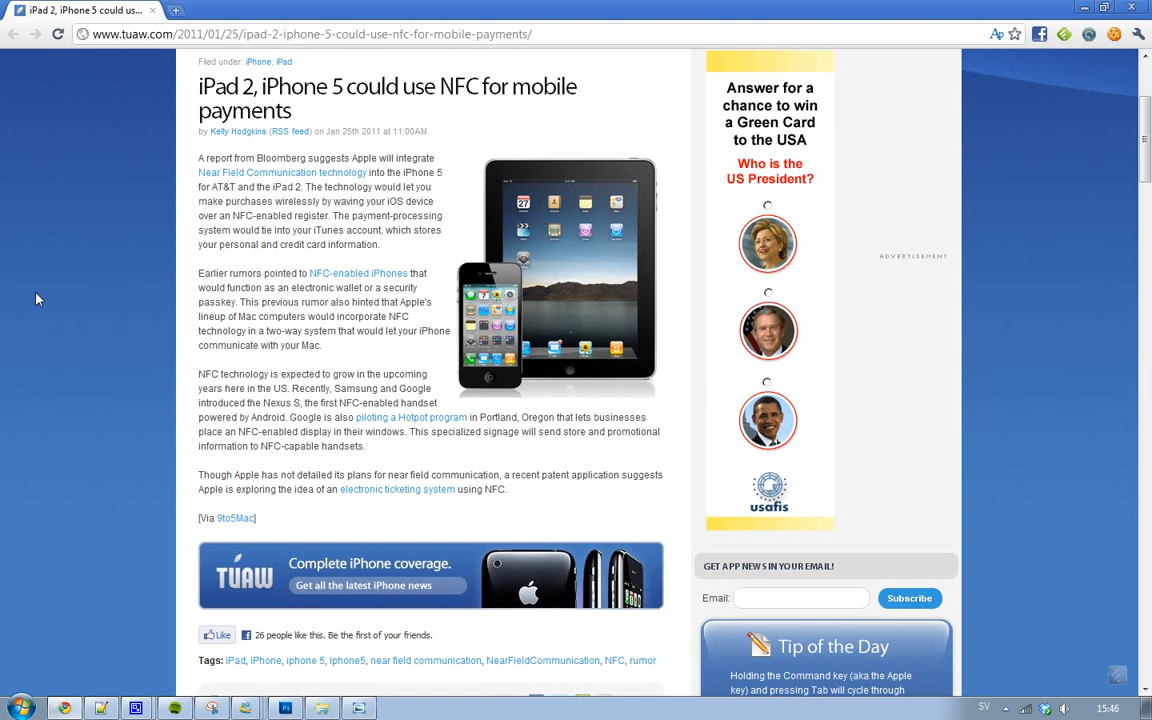 iPad 2, iPhone 5 could us...
www.tuaw.com/2011/01/25/ipad-2-iphone-5-could-use-nfc-for-mobile-payments/
Filed under: iPhone, iPad
iPad 2, iPhone 5 could use NFC for mobile
payments
by Kelly Hodgkins (RSS feed) on Jan 25th 2011 at 11:00AM
A report from Bloomberg suggests Apple will integrate
Near Field Communication technology into the iPhone 5
for AT&T and the iPad 2. The technology would let you
make purchases wirelessly by waving your iOS device
over an NFC-enabled register. The payment-processing
system would tie into your iTunes account, which stores
your personal and credit card information.
Earlier rumors pointed to NFC-enabled iPhones that
would function as an electronic wallet or a security
passkey. This previous rumor also hinted that Apple's
lineup of Mac computers would incorporate NFC
technology in a two-way system that would let your iPhone
communicate with your Mac.
NFC technology is expected to grow in the upcoming
years here in the US. Recently, Samsung and Google
introduced the Nexus S, the first NFC-enabled handset
powered by Android. Google is also piloting a Hotpot program in Portland, Oregon that lets businesses
place an NFC-enabled display in their windows. This specialized signage will send store and promotional
information to NFC-capable handsets.
Though Apple has not detailed its plans for near field communication, a recent patent application suggests
Apple is exploring the idea of an electronic ticketing system using NFC.
[Via 9to5Mac]
TUAW
Complete iPhone coverage.
Get all the latest iPhone news
Like
26 people like this. Be the first of your friends.
Tags: iPad, iPhone, iphone 5, Iphone5, near field communication, NearFieldCommunication, NFC, rumor
Answer for a
chance to win
a Green Card
to the USA
Who is the
US President?
usafis
ADVERTISEMENT
GET APP NEWS IN YOUR EMAIL!
Email:
Subscribe
Tip of the Day
Holding the Command key (aka the Apple
key) and pressing Tab will cycle through
SV
15:46